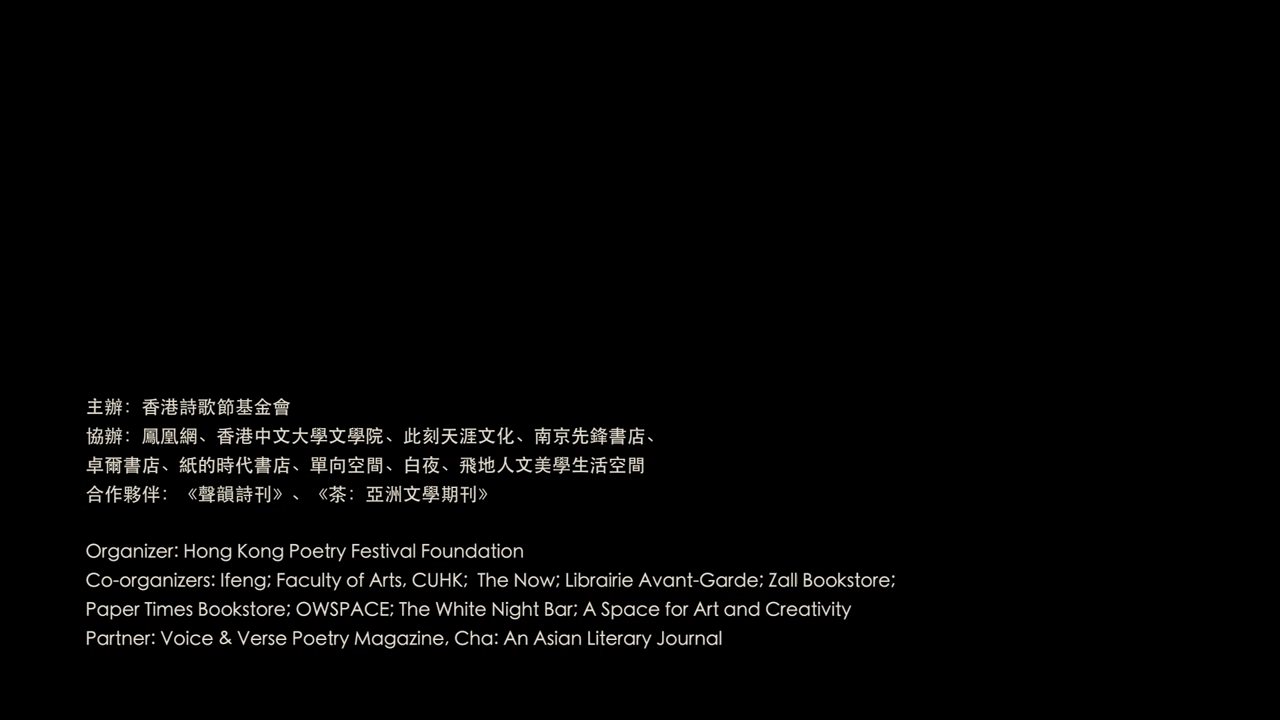 主辦：香港詩歌節基金會
協辦：鳳凰網、香港中文大學文學院、此刻天涯文化、南京先鋒書店、
卓爾書店、紙的時代書店、單向空間、白夜、飛地人文美學生活空間
合作夥伴：《聲韻詩刊》、《茶：亞洲文學期刊》
Organizer: Hong Kong Poetry Festival Foundation
Co-organizers: Ifeng; Faculty of Arts, CUHK;  The Now; Librairie Avant-Garde; Zall Bookstore;
Paper Times Bookstore; OWSPACE; The White Night Bar; A Space for Art and Creativity
Partner: Voice & Verse Poetry Magazine, Cha: An Asian Literary Journal